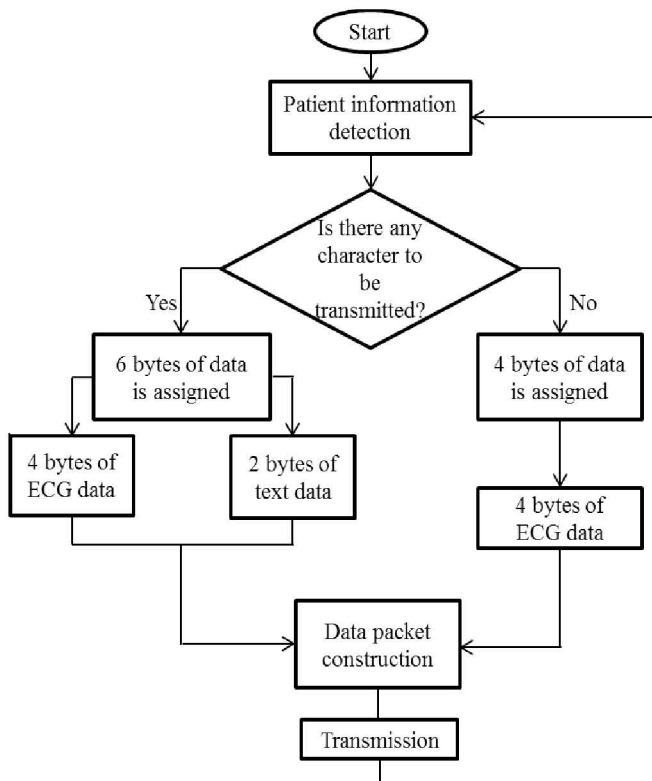 Start
Patient information
detection
Is there any
character to
be
transmitted?
Yes
No
6 bytes of data
is assigned
4 bytes of data
is assigned
4 bytes of
ECG data
2 bytes of
text data
4 bytes of
ECG data
Data packet
construction
Transmission